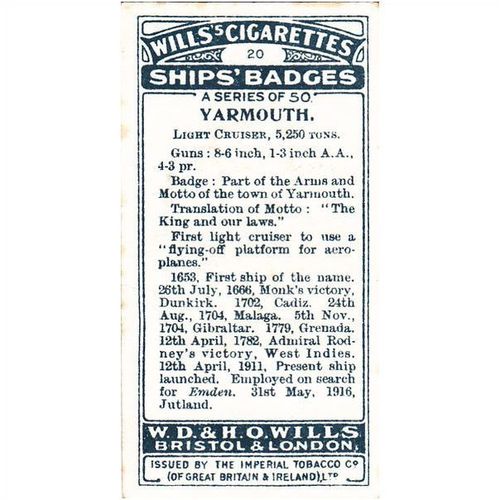 WILLS'S CIGARETTES
20
SHIPS' BADGES
A SERIES OF 50.
YARMOUTH.
LIGHT CRUISER, 5,250 TONS.
Guns : 8-6 inch, 1-3 inch A.A.,
4-3 pr.
Badge : Part of the Arms and
Motto of the town of Yarmouth.
Translation of Motto : "The
King and our laws."
First light cruiser to use a
"flying-off platform for aero-
planes."
1653, First ship of the name.
26th July, 1666, Monk's victory,
Dunkirk. 1702, Cadiz. 24th
Aug., 1704, Malaga. 5th Nov.,
1704, Gibraltar. 1779, Grenada.
12th April, 1782, Admiral Rod-
ney's victory, West Indies.
12th April, 1911, Present ship
launched. Employed on search
for Emden. 31st May, 1916,
Jutland.
W.D. & H.O. WILLS.
BRISTOL & LONDON.
ISSUED BY THE IMPERIAL TOBACCO CO
(OF GREAT BRITAIN & IRELAND), LTD